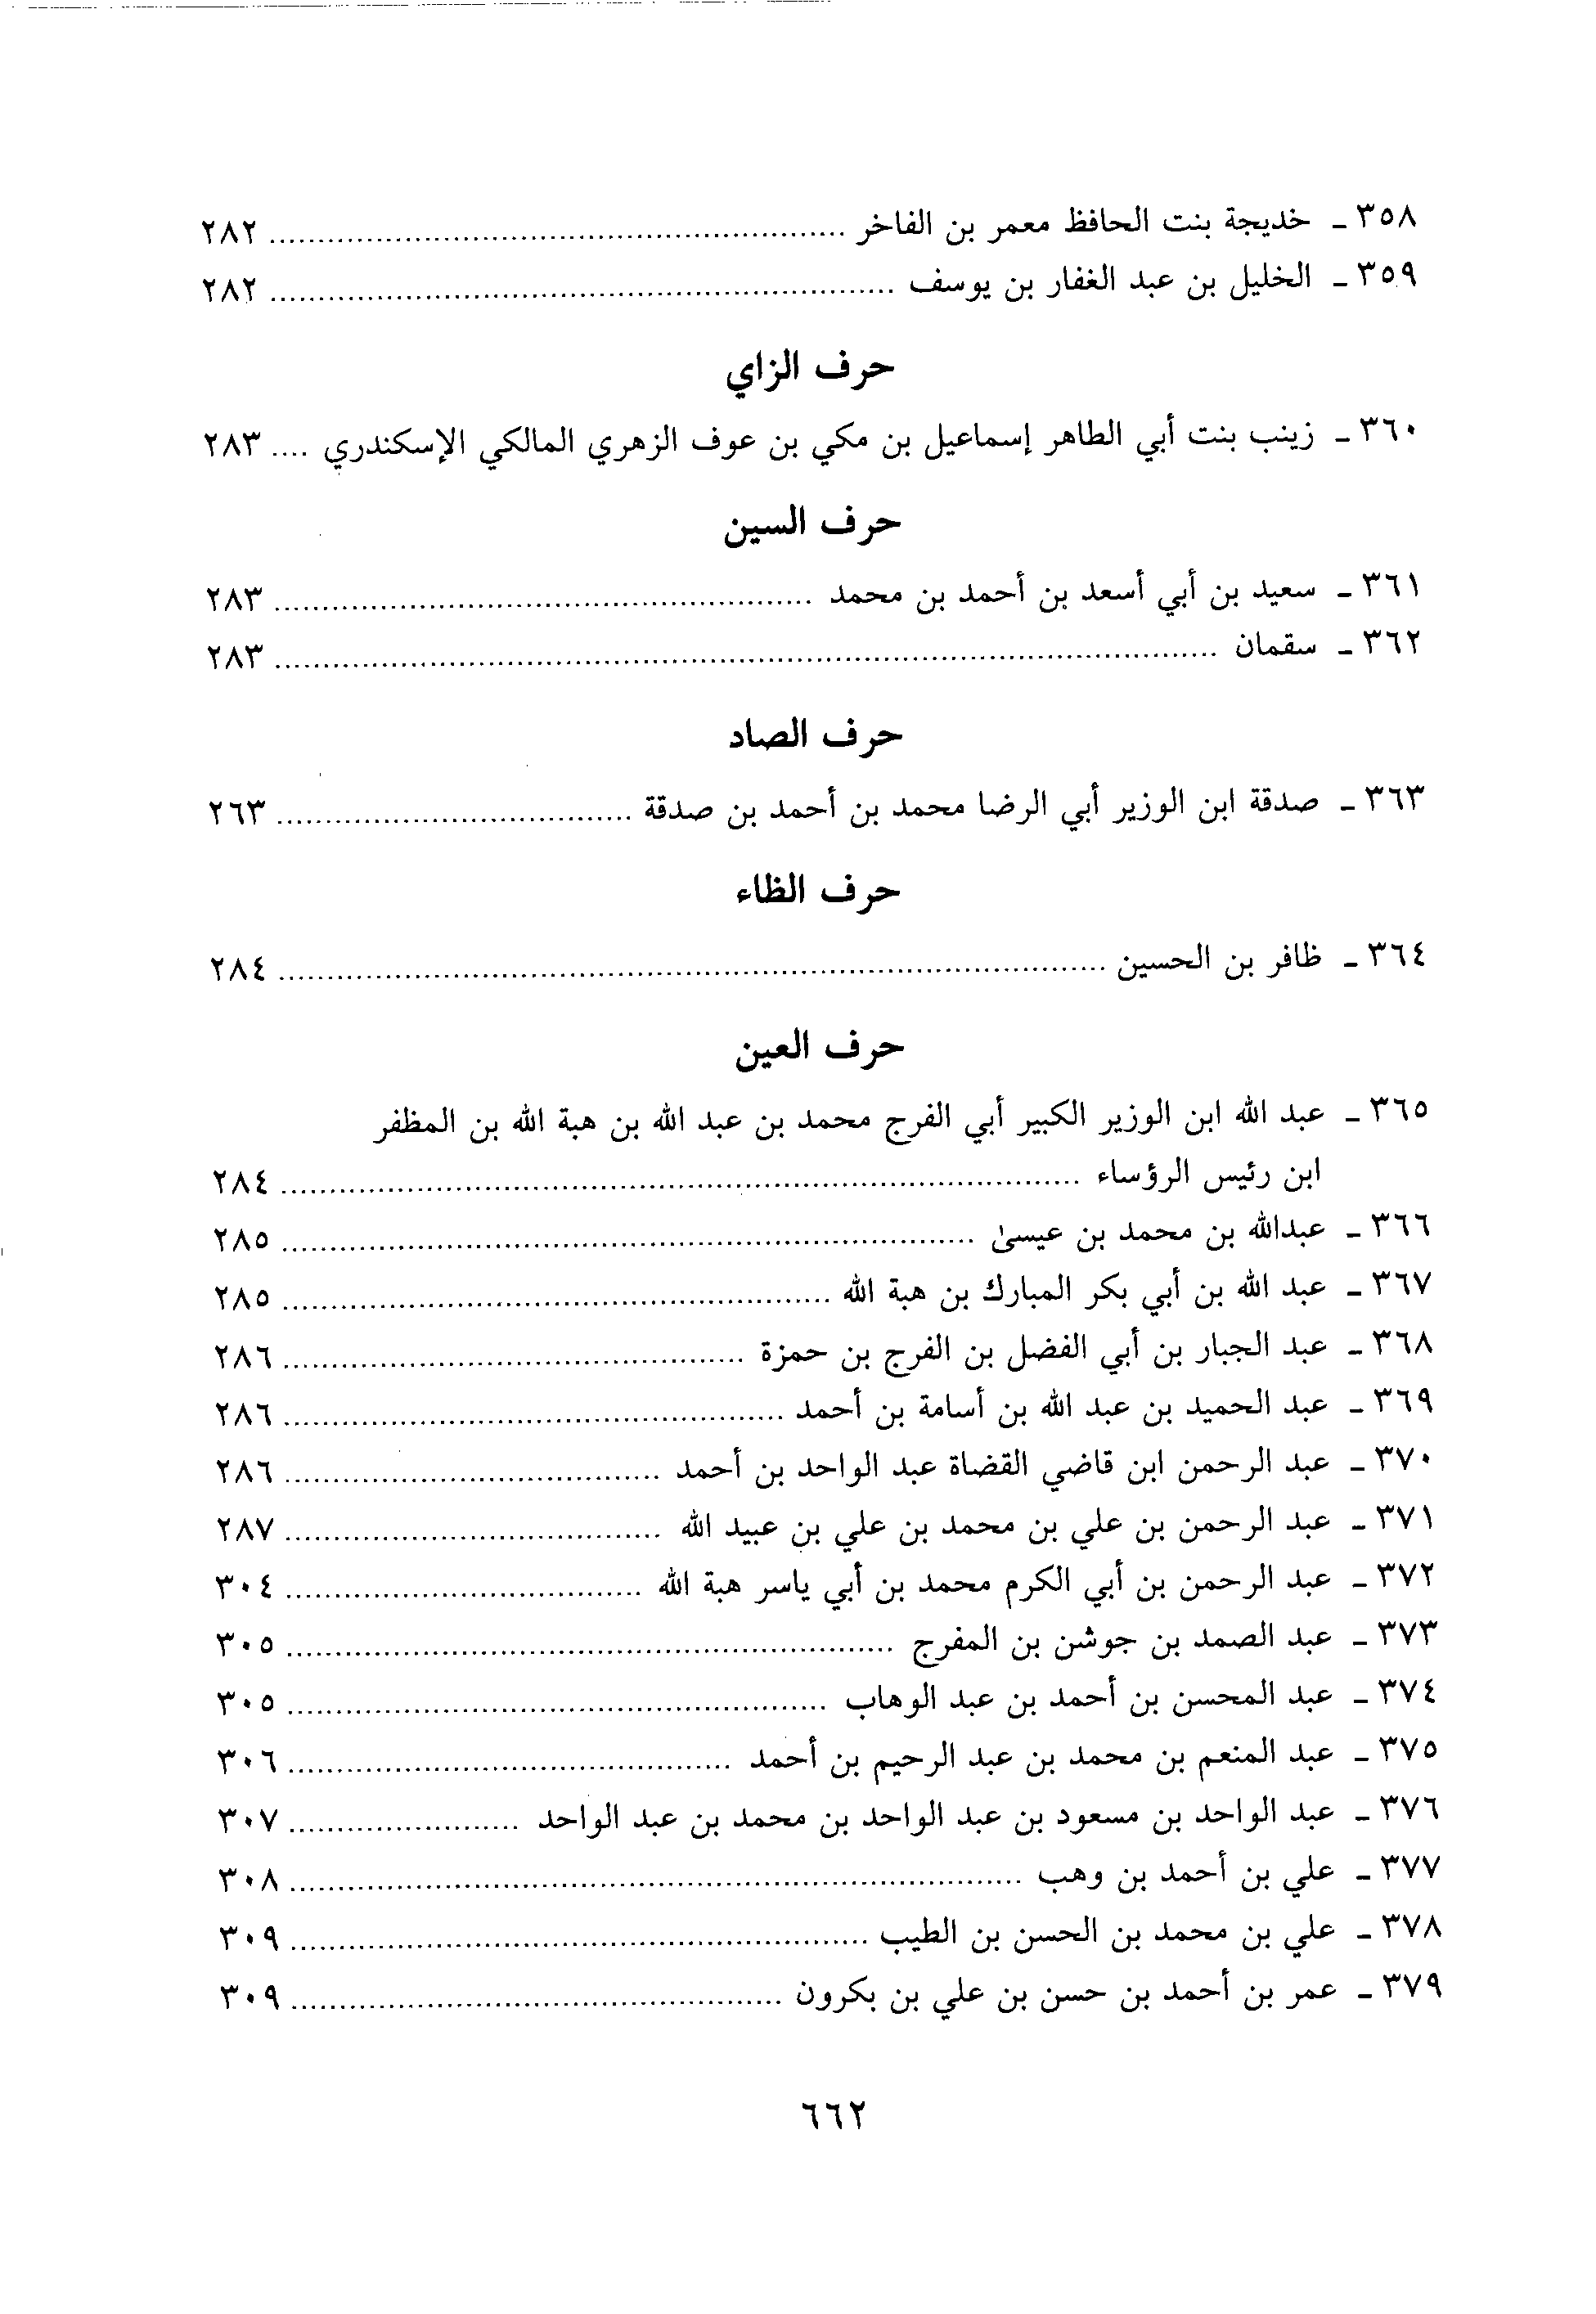 ٣٥٨ - خديجة بنت الحافظ معمر بن الفاخر ........ ٢٨٢
٣٥٩ - الخليل بن عبد الغفار بن يوسف ........ ٢٨٢
حرف الزاي
٣٦٠ - زينب بنت أبي الطاهر إسماعيل بن مكي بن عوف الزهري المالكي الإسكندري .... ٢٨٣
حرف السين
٣٦١ - سعيد بن أبي أسعد بن أحمد بن محمد ........ ٢٨٣
٣٦٢ - سقمان ........ ٢٨٣
حرف الصاد
٣٦٣ - صدقة ابن الوزير أبي الرضا محمد بن أحمد بن صدقة ........ ٢٦٣
حرف الظاء
٣٦٤ - ظافر بن الحسين ........ ٢٨٤
حرف العين
٣٦٥ - عبد الله ابن الوزير الكبير أبي الفرج محمد بن عبد الله بن هبة الله بن المظفر
ابن رئيس الرؤساء ........ ٢٨٤
٣٦٦ - عبدالله بن محمد بن عيسىٰ ........ ٢٨٥
٣٦٧ - عبد الله بن أبي بكر المبارك بن هبة الله ........ ٢٨٥
٣٦٨ - عبد الجبار بن أبي الفضل بن الفرج بن حمزة ........ ٢٨٦
٣٦٩ - عبد الحميد بن عبد الله بن أسامة بن أحمد ........ ٢٨٦
٣٧٠ - عبد الرحمن ابن قاضي القضاة عبد الواحد بن أحمد ........ ٢٨٦
٣٧١ - عبد الرحمن بن علي بن محمد بن علي بن عبيد الله ........ ٢٨٧
٣٧٢ - عبد الرحمن بن أبي الكرم محمد بن أبي ياسر هبة الله ........ ٣٠٤
٣٧٣ - عبد الصمد بن جوشن بن المفرج ........ ٣٠٥
٣٧٤ - عبد المحسن بن أحمد بن عبد الوهاب ........ ٣٠٥
٣٧٥ - عبد المنعم بن محمد بن عبد الرحيم بن أحمد ........ ٣٠٦
٣٧٦ - عبد الواحد بن مسعود بن عبد الواحد بن محمد بن عبد الواحد ........ ٣٠٧
٣٧٧ - علي بن أحمد بن وهب ........ ٣٠٨
٣٧٨ - علي بن محمد بن الحسن بن الطيب ........ ٣٠٩
٣٧٩ - عمر بن أحمد بن حسن بن علي بن بكرون ........ ٣٠٩
٦٦٢